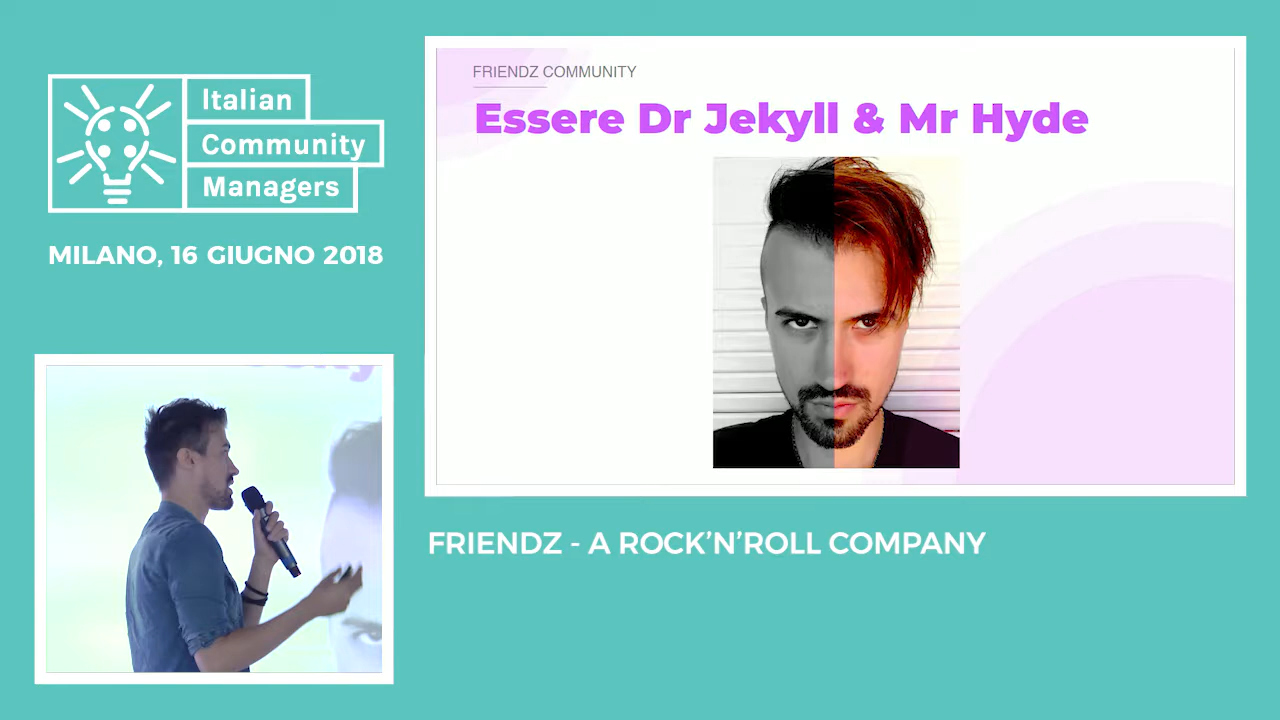 Italian
Community
Managers
MILANO, 16 GIUGNO 2018
FRIENDZ COMMUNITY
Essere Dr Jekyll & Mr Hyde
FRIENDZ - A ROCK’N’ROLL COMPANY